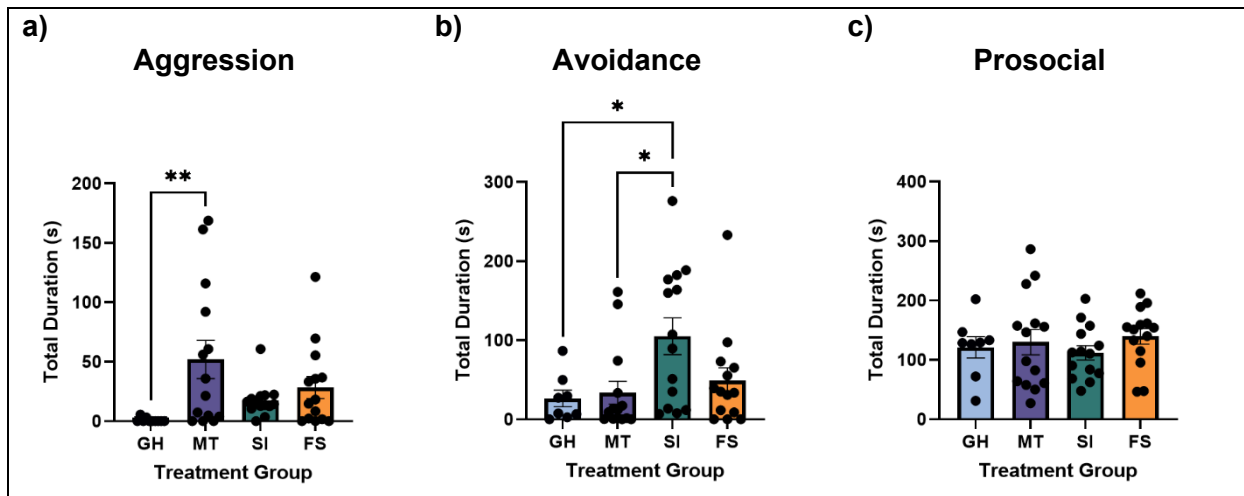 a)
Aggression
**
Total Duration (s)
200
150
100
50
0
GH MT SI FS
Treatment Group
b)
Avoidance
*
*
Total Duration (s)
300
200
100
0
GH MT SI FS
Treatment Group
c)
Prosocial
Total Duration (s)
400
300
200
100
0
GH MT SI FS
Treatment Group